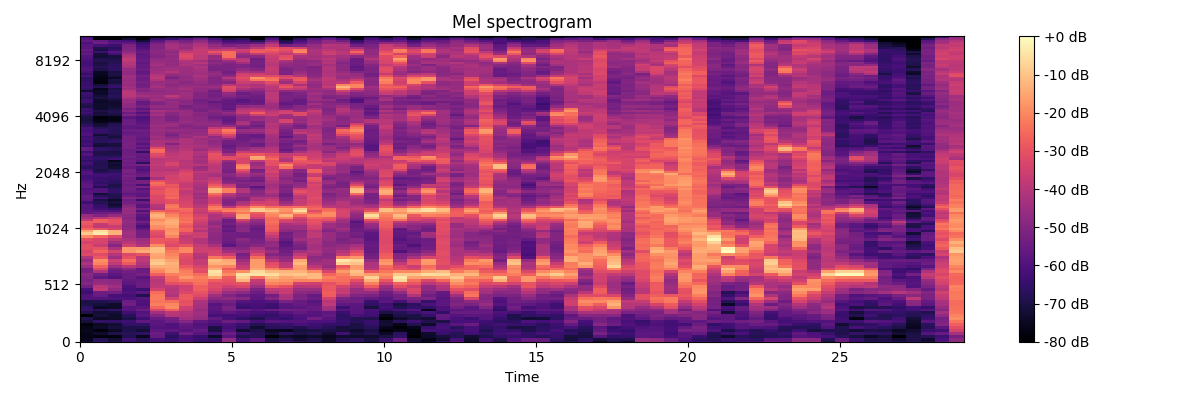 Mel spectrogram
Hz
8192
4096
2048
1024
512
0
0 5 10 15 20 25
Time
+0 dB
-10 dB
-20 dB
-30 dB
-40 dB
-50 dB
-60 dB
-70 dB
-80 dB